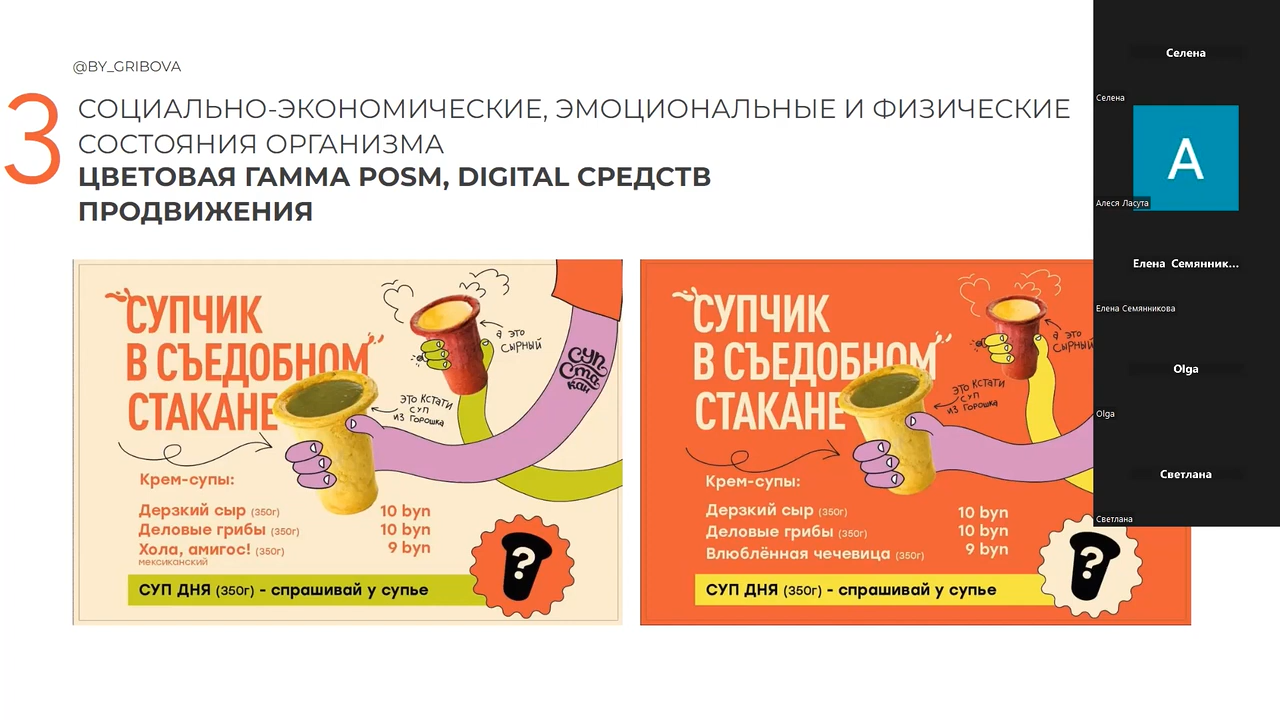 @BY_GRIBOVA
3
СОЦИАЛЬНО-ЭКОНОМИЧЕСКИЕ, ЭМОЦИОНАЛЬНЫЕ И ФИЗИЧЕСКИЕ
СОСТОЯНИЯ ОРГАНИЗМА
ЦВЕТОВАЯ ГАММА POSM, DIGITAL СРЕДСТВ
ПРОДВИЖЕНИЯ
СУПЧИК
В СЪЕДОБНОМ
СТАКАНЕ
а это
сырный
это кстати
суп
из горошка
суп
ста
кан
Крем-супы:
Дерзкий сыр (350г) 10 byn
Деловые грибы (350г) 10 byn
Хола, амигос! (350г) 9 byn
мексиканский
СУП ДНЯ (350г) - спрашивай у супье
?
СУПЧИК
В СЪЕДОБНОМ
СТАКАНЕ
а это
сырный
это кстати
суп
из горошка
Крем-супы:
Дерзкий сыр (350г) 10 byn
Деловые грибы (350г) 10 byn
Влюблённая чечевица (350г) 9 byn
СУП ДНЯ (350г) - спрашивай у супье
?
Селена
Селена
А
Алеся Ласута
Елена Семянник...
Елена Семянникова
Olga
Olga
Светлана
Светлана